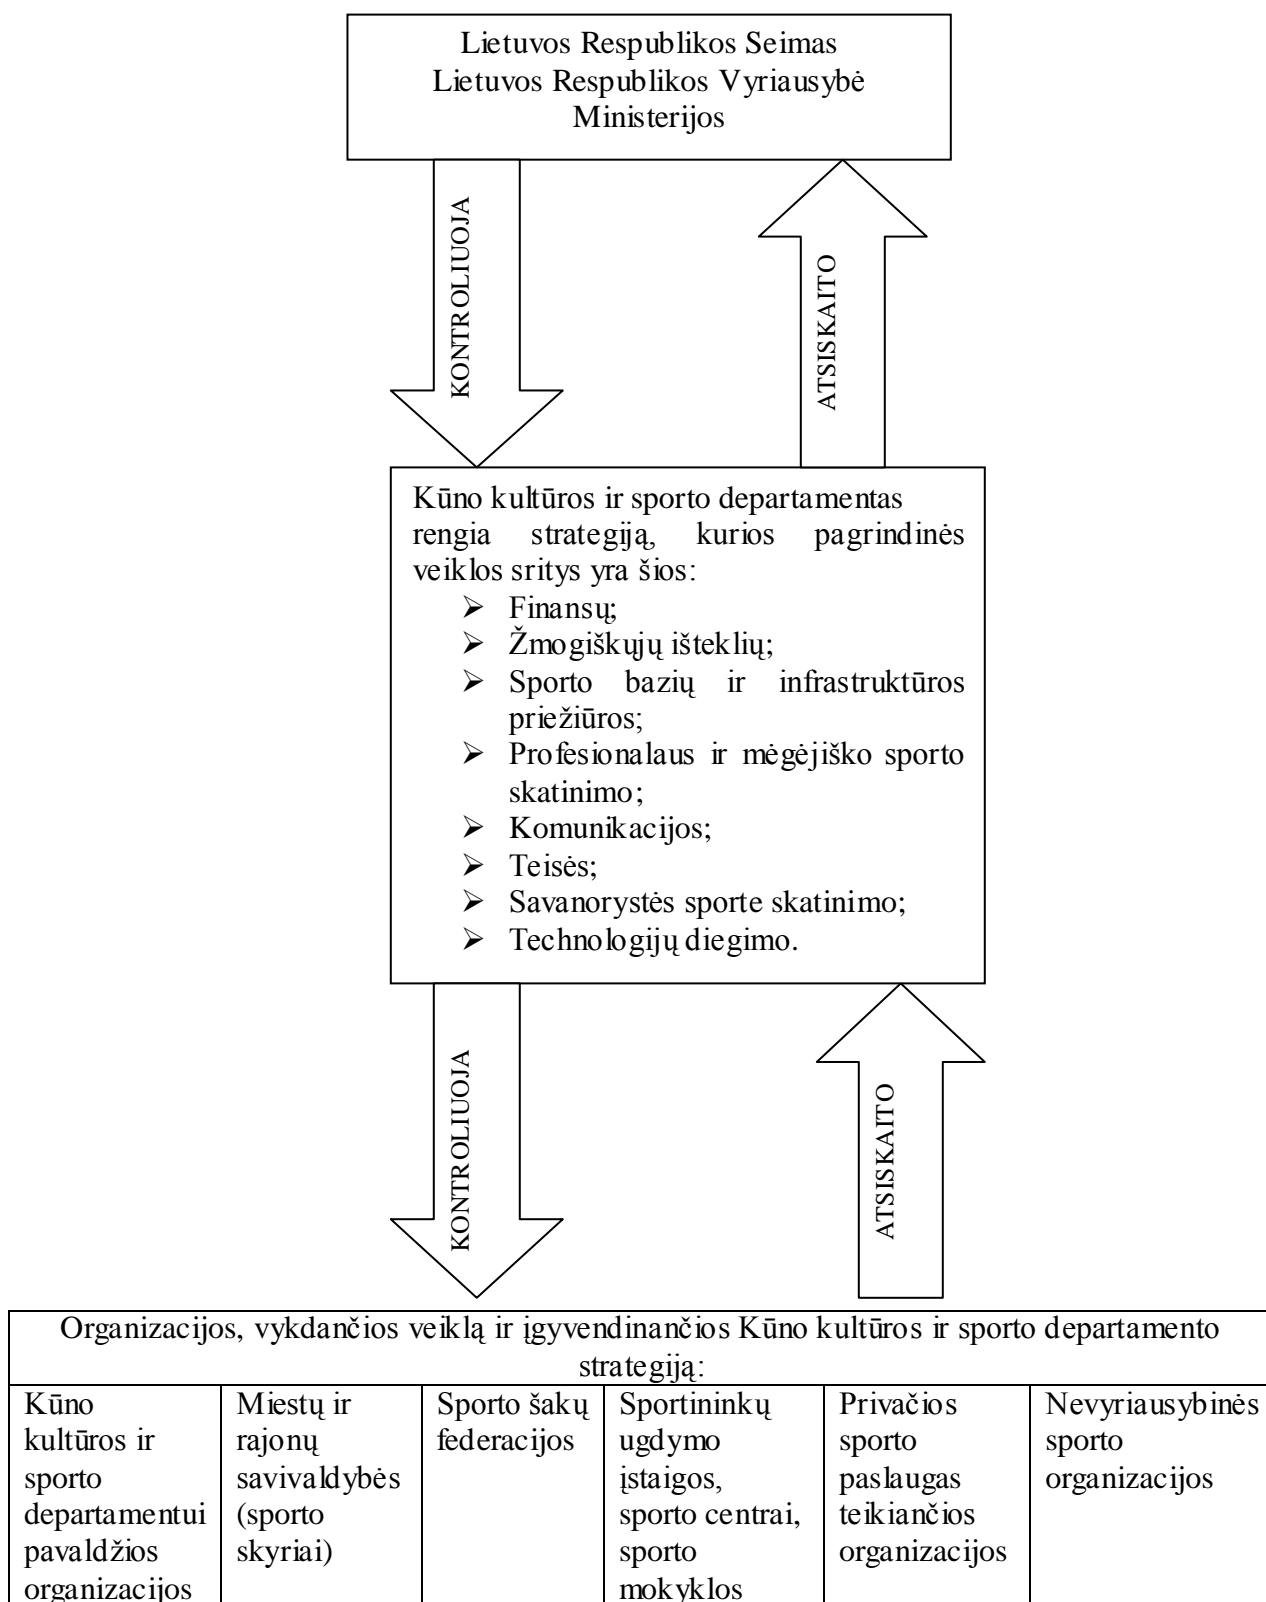 Lietuvos Respublikos Seimas
Lietuvos Respublikos Vyriausybė
Ministerijos
KONTROLIUOJA
ATSISKAITO
Kūno kultūros ir sporto departamentas
rengia strategiją, kurios pagrindinės
veiklos sritys yra šios:
➢ Finansų;
➢ Žmogiškųjų išteklių;
➢ Sporto bazių ir infrastruktūros
priežiūros;
➢ Profesionalaus ir mėgėjiško sporto
skatinimo;
➢ Komunikacijos;
➢ Teisės;
➢ Savanorystės sporte skatinimo;
➢ Technologijų diegimo.
KONTROLIUOJA
ATSISKAITO
Organizacijos, vykdančios veiklą ir įgyvendinančios Kūno kultūros ir sporto departamento
strategiją:
Kūno
kultūros ir
sporto
departamentui
pavaldžios
organizacijos
Miestų ir
rajonų
savivaldybės
(sporto
skyriai)
Sporto šakų
federacijos
Sportininkų
ugdymo
įstaigos,
sporto centrai,
sporto
mokyklos
Privačios
sporto
paslaugas
teikiančios
organizacijos
Nevyriausybinės
sporto
organizacijos